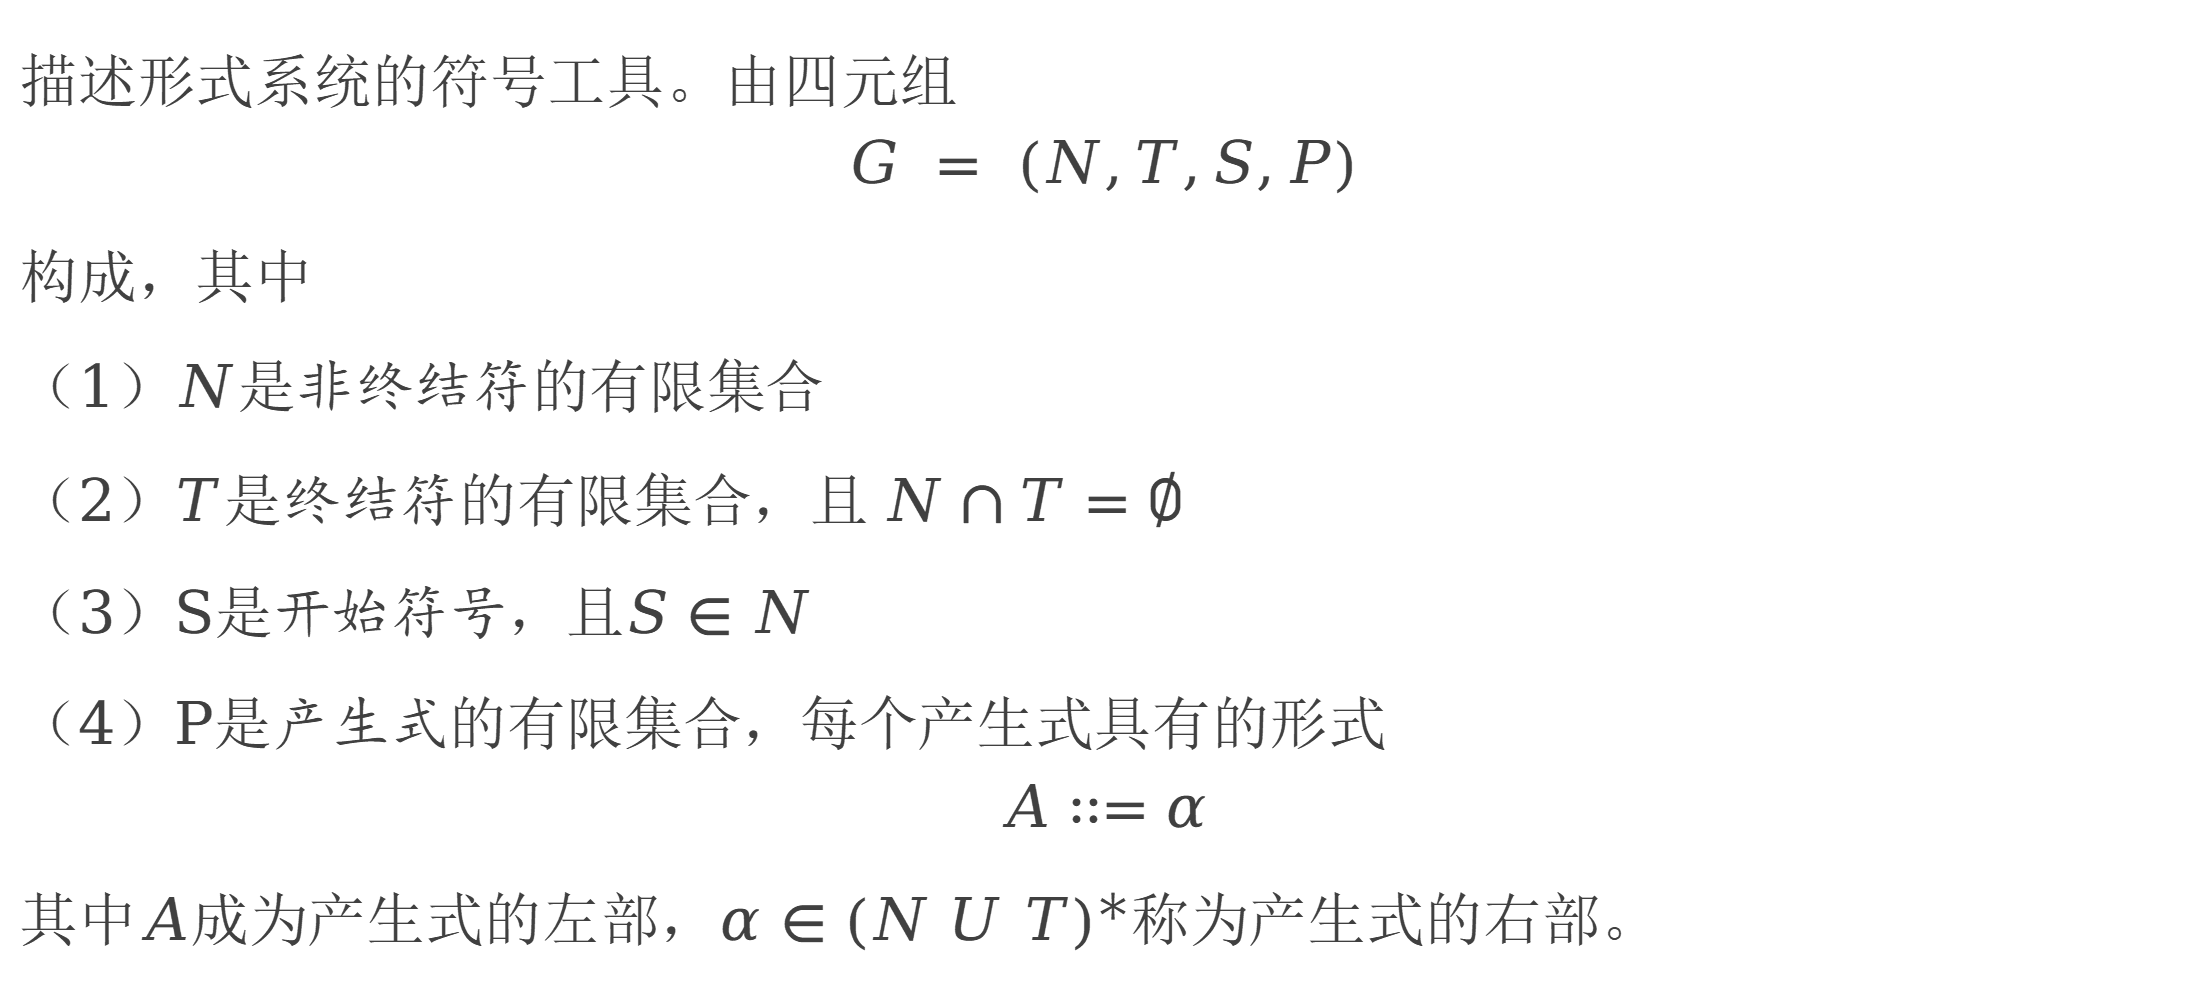 描述形式系统的符号工具。由四元组
G = (N, T, S, P)
构成，其中
（1）N是非终结符的有限集合
（2）T是终结符的有限集合，且 N ∩ T = ∅
（3）S是开始符号，且S ∈ N
（4）P是产生式的有限集合，每个产生式具有的形式
A ::= α
其中A成为产生式的左部，α ∈ (N U T)*称为产生式的右部。